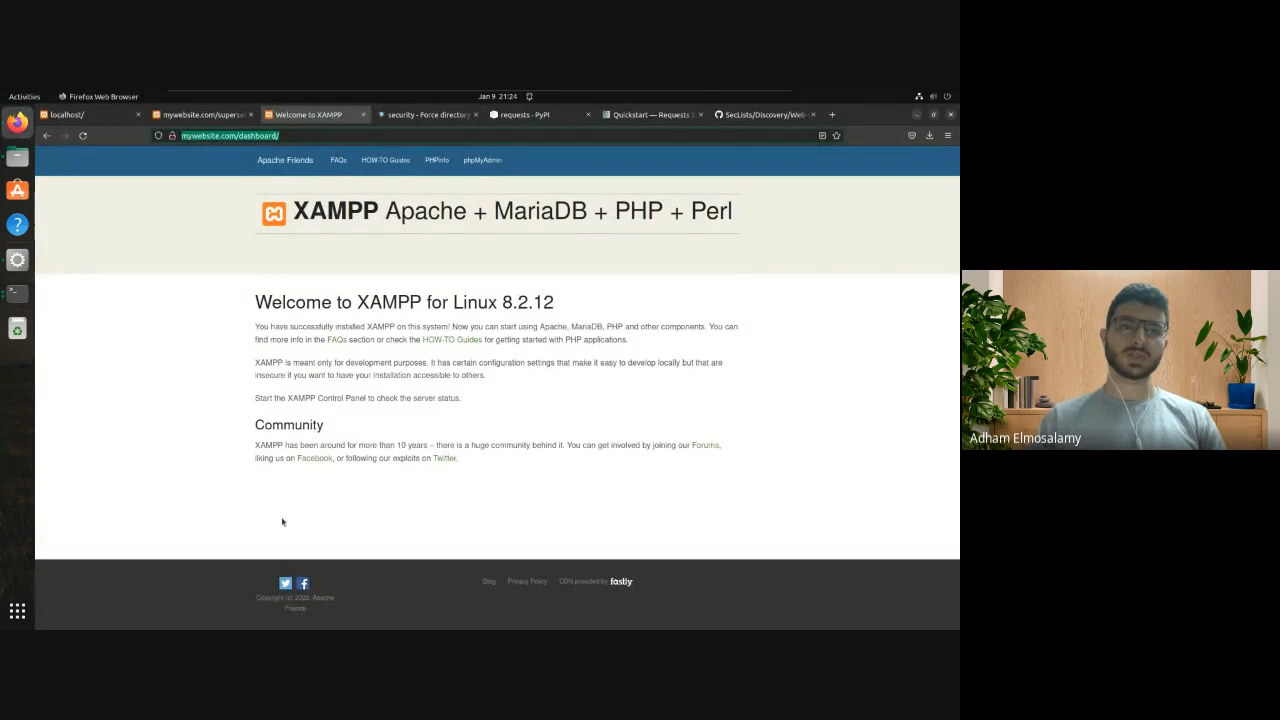 Activities
Firefox Web Browser
Jan 9 21:24
localhost/
mywebsite.com/superse
Welcome to XAMPP
security - Force directory
requests · PyPI
Quickstart — Requests 2
SecLists/Discovery/Web-
mywebsite.com/dashboard/
Apache Friends
FAQs
HOW-TO Guides
PHPInfo
phpMyAdmin
XAMPP Apache + MariaDB + PHP + Perl
Welcome to XAMPP for Linux 8.2.12
You have successfully installed XAMPP on this system! Now you can start using Apache, MariaDB, PHP and other components. You can
find more info in the FAQs section or check the HOW-TO Guides for getting started with PHP applications.
XAMPP is meant only for development purposes. It has certain configuration settings that make it easy to develop locally but that are
insecure if you want to have your installation accessible to others.
Start the XAMPP Control Panel to check the server status.
Community
XAMPP has been around for more than 10 years – there is a huge community behind it. You can get involved by joining our Forums,
liking us on Facebook, or following our exploits on Twitter.
Blog
Privacy Policy
CDN provided by fastly
Copyright (c) 2022, Apache
Friends
Adham Elmosalamy